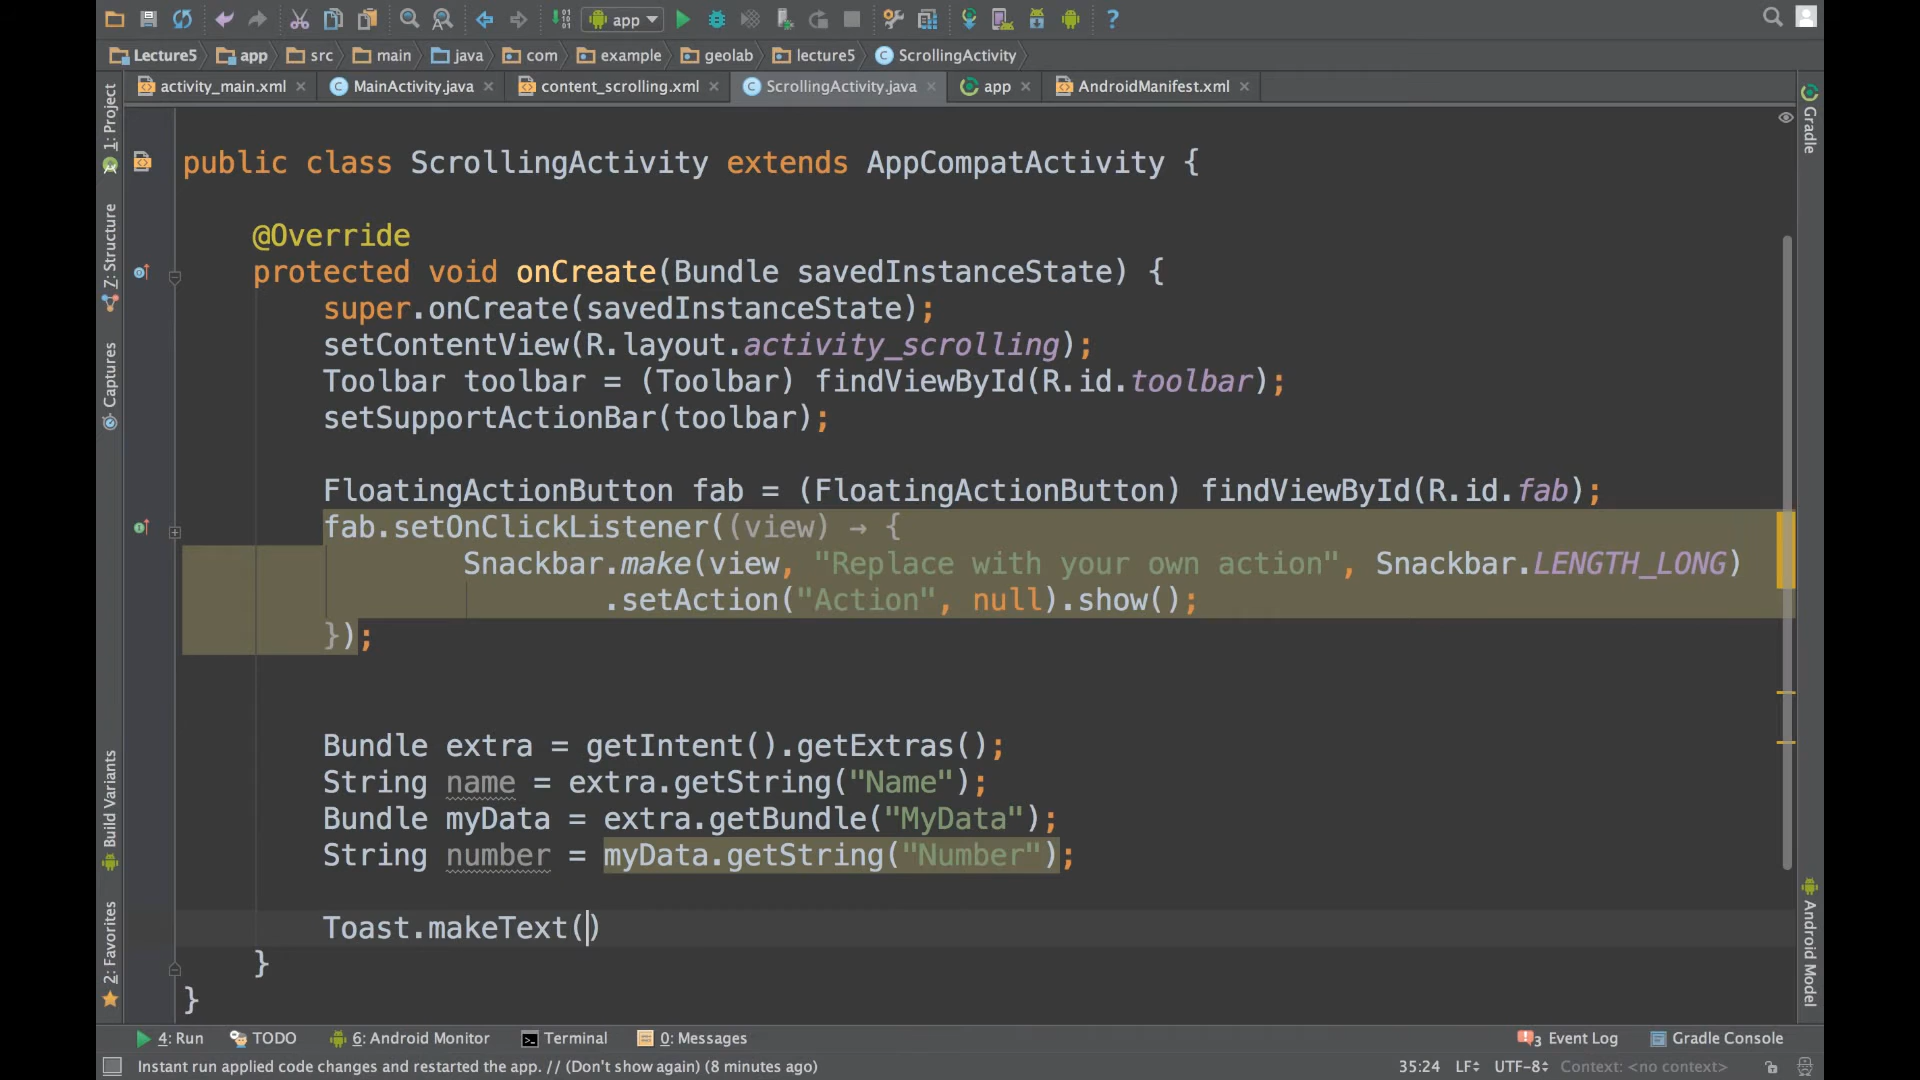 app
Lecture5 app src main java com example geolab lecture5 ScrollingActivity
activity_main.xml MainActivity.java content_scrolling.xml ScrollingActivity.java app AndroidManifest.xml
1: Project
7: Structure
Captures
Build Variants
2: Favorites
public class ScrollingActivity extends AppCompatActivity {
@Override
protected void onCreate(Bundle savedInstanceState) {
super.onCreate(savedInstanceState);
setContentView(R.layout.activity_scrolling);
Toolbar toolbar = (Toolbar) findViewById(R.id.toolbar);
setSupportActionBar(toolbar);
FloatingActionButton fab = (FloatingActionButton) findViewById(R.id.fab);
fab.setOnClickListener((view) → {
Snackbar.make(view, "Replace with your own action", Snackbar.LENGTH_LONG)
.setAction("Action", null).show();
});
Bundle extra = getIntent().getExtras();
String name = extra.getString("Name");
Bundle myData = extra.getBundle("MyData");
String number = myData.getString("Number");
Toast.makeText()
}
}
Gradle
Android Model
4: Run TODO 6: Android Monitor Terminal 0: Messages 3 Event Log Gradle Console
Instant run applied code changes and restarted the app. // (Don't show again) (8 minutes ago) 35:24 LF UTF-8 Context: <no context>